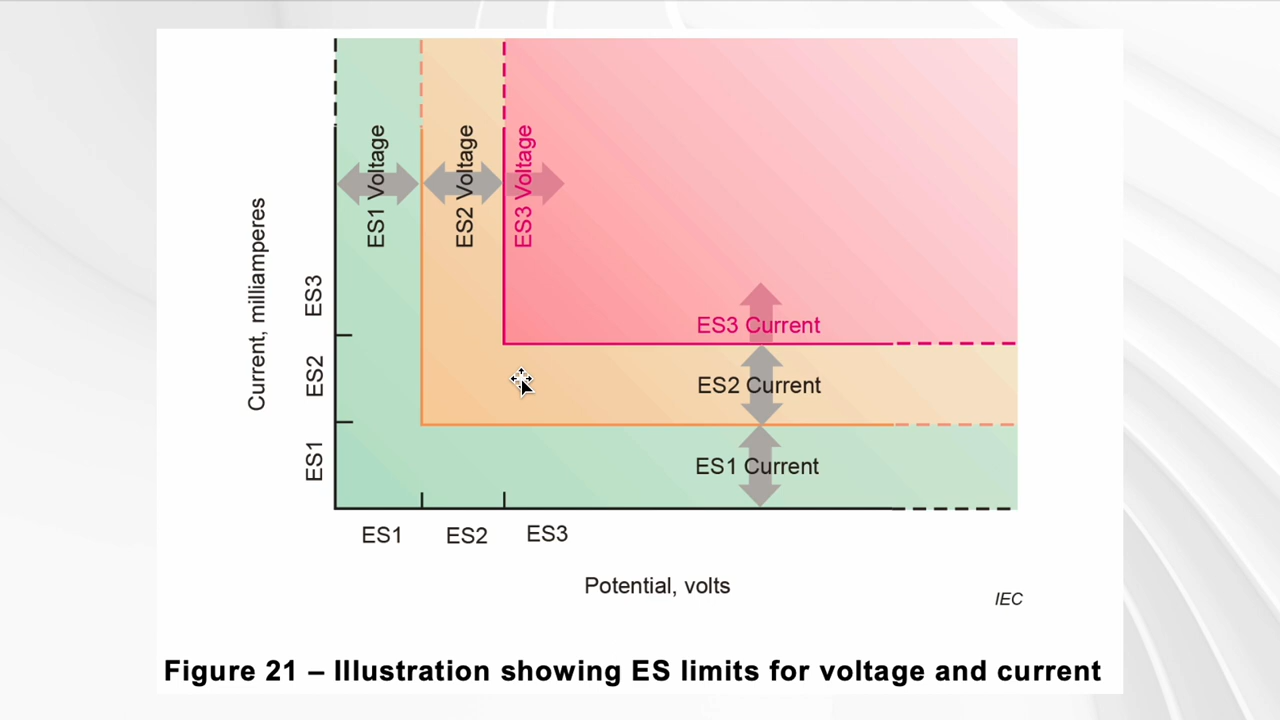 ES1 Voltage
ES2 Voltage
ES3 Voltage
Current, milliamperes
ES3
ES2
ES1
ES3 Current
ES2 Current
ES1 Current
ES1
ES2
ES3
Potential, volts
IEC
Figure 21 – Illustration showing ES limits for voltage and current